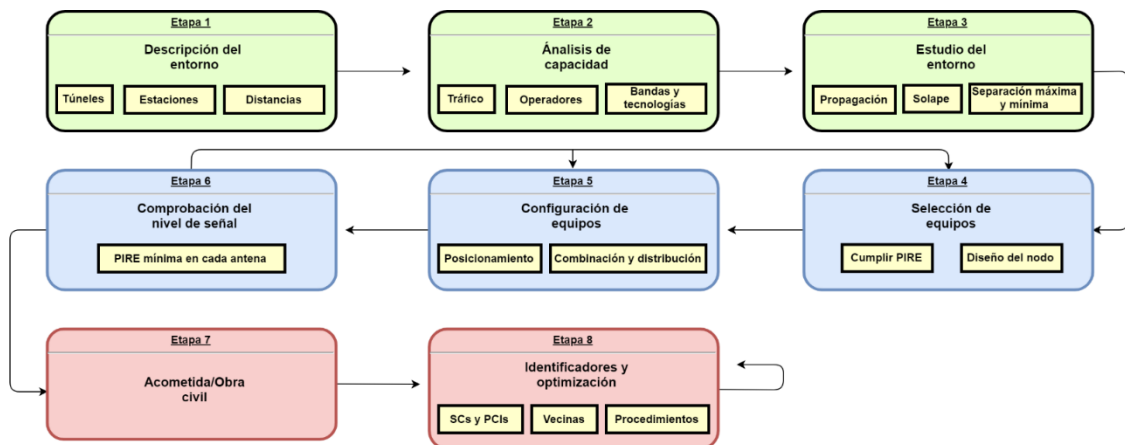 Etapa 1
Descripción del
entorno
Túneles
Estaciones
Distancias
Etapa 2
Ánalisis de
capacidad
Tráfico
Operadores
Bandas y
tecnologías
Etapa 3
Estudio del
entorno
Propagación
Solape
Separación máxima
y mínima
Etapa 6
Comprobación del
nivel de señal
PIRE mínima en cada antena
Etapa 5
Configuración de
equipos
Posicionamiento
Combinación y distribución
Etapa 4
Selección de
equipos
Cumplir PIRE
Diseño del nodo
Etapa 7
Acometida/Obra
civil
Etapa 8
Identificadores y
optimización
SCs y PCIs
Vecinas
Procedimientos